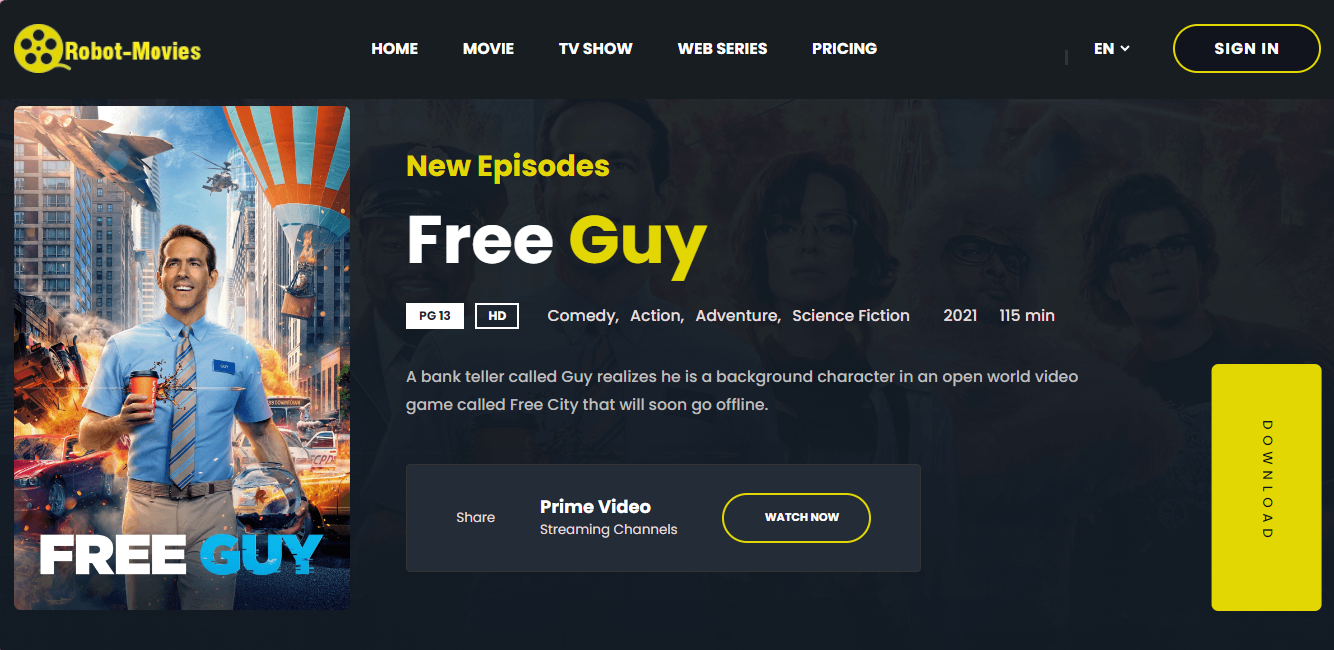 Robot-Movies
HOME MOVIE TV SHOW WEB SERIES PRICING
EN
SIGN IN
New Episodes
Free Guy
PG 13 HD Comedy, Action, Adventure, Science Fiction 2021 115 min
A bank teller called Guy realizes he is a background character in an open world video
game called Free City that will soon go offline.
Share
Prime Video
Streaming Channels
WATCH NOW
DOWNLOAD
GUY
FREE GUY